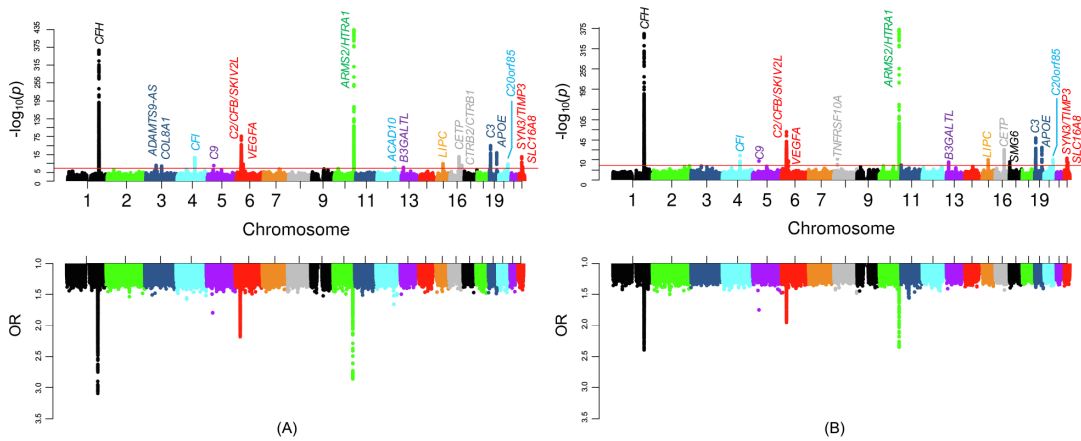 CFH
ADAMTS9-AS
COL8A1
CFI
C9
C2/CFB/SKIV2L
VEGFA
ARMS2/HTRA1
ACAD10
B3GALTL
LIPC
CETP
CTRB2/CTRB1
C3
APOE
C20orf85
SYN3/TIMP3
SLC16A8
-log10(p)
435
375
315
255
195
135
75
15
5
1 2 3 4 5 6 7 9 11 13 16 19
Chromosome
OR
1.0
1.5
2.0
2.5
3.0
3.5
(A)
CFH
CFI
C9
C2/CFB/SKIV2L
VEGFA
TNFRSF10A
ARMS2/HTRA1
B3GALTL
LIPC
CETP
SMG6
C3
APOE
C20orf85
SYN3/TIMP3
SLC16A8
-log10(p)
375
315
255
195
105
45
10
0
1 2 3 4 5 6 7 9 11 13 16 19
Chromosome
OR
1.0
1.5
2.0
2.5
3.0
3.5
(B)